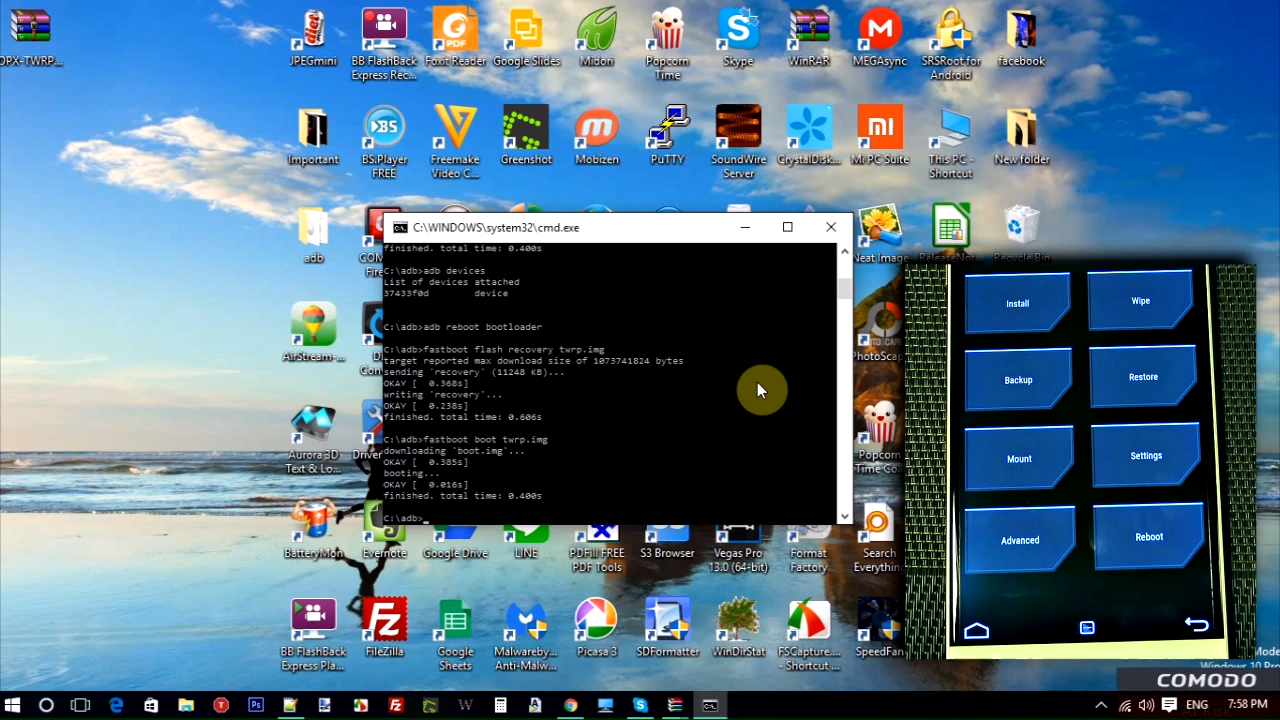 OPX-TWRP...
JPEGmini
BB FlashBack
Express Rec...
Foxit Reader
Google Slides
Midori
Popcorn
Time
Skype
WinRAR
MEGAsync
SRSRoot for
Android
facebook
Important
BS.Player
FREE
Freemake
Video C...
Greenshot
Mobizen
PuTTY
SoundWire
Server
CrystalDisk...
Mi PC Suite
This PC -
Shortcut
New folder
adb
Neat Image
ReleaseNot...
Recycle Bin
C:\WINDOWS\system32\cmd.exe
finished. total time: 0.400s
C:\adb>adb devices
List of devices attached
37433f0d device
C:\adb>adb reboot bootloader
C:\adb>fastboot flash recovery twrp.img
target reported max download size of 1073741824 bytes
sending 'recovery' (11248 KB)...
OKAY [ 0.368s]
writing 'recovery'...
OKAY [ 0.238s]
finished. total time: 0.606s
C:\adb>fastboot boot twrp.img
downloading 'boot.img'...
OKAY [ 0.385s]
booting...
OKAY [ 0.016s]
finished. total time: 0.400s
C:\adb>
Install
Wipe
Backup
Restore
Mount
Settings
Advanced
Reboot
AirStream-...
PhotoScap
Aurora 3D
Text & Lo...
Popcorn
Time Co...
BatteryMon
Evernote
Google Drive
LINE
PDFill FREE
PDF Tools
S3 Browser
Vegas Pro
13.0 (64-bit)
Format
Factory
Search
Everything
BB FlashBack
Express Pla...
FileZilla
Google
Sheets
Malwareby...
Anti-Malw...
Picasa 3
SDFormatter
WinDirStat
FSCapture....
- Shortcut
SpeedFan
Windows 10 Pro
COMODO
ENG
7:58 PM